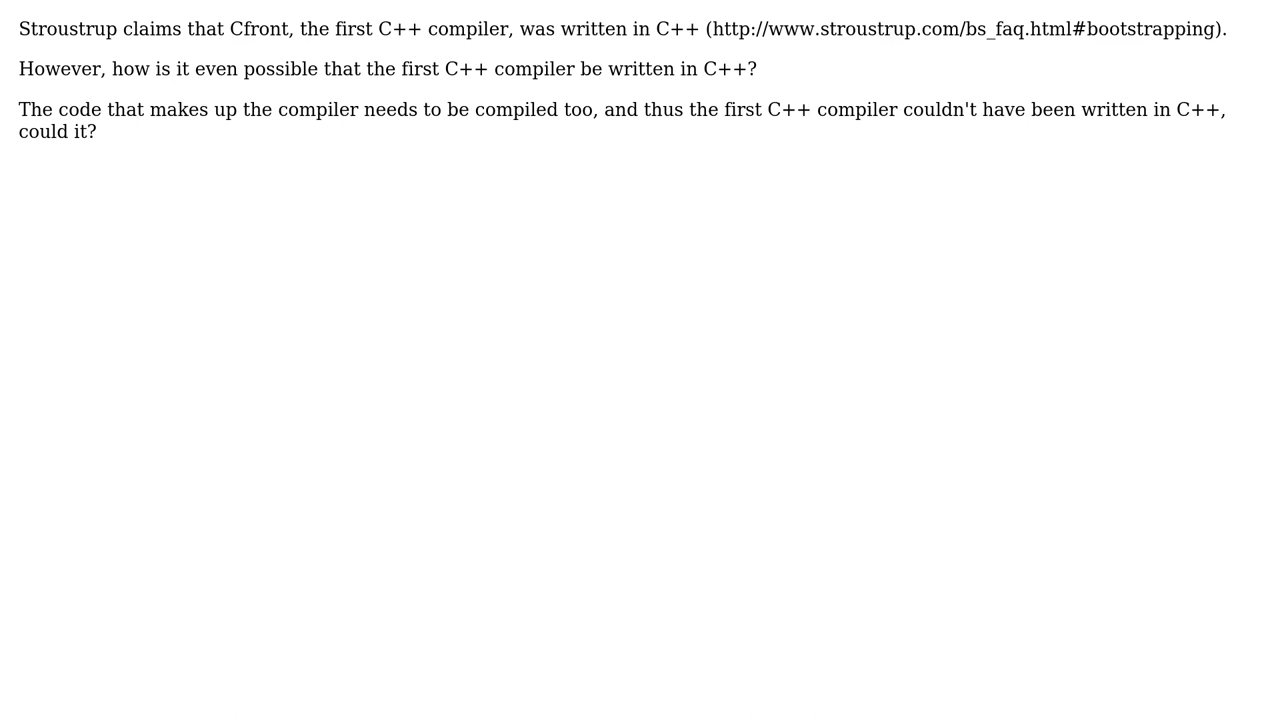 Stroustrup claims that Cfront, the first C++ compiler, was written in C++ (http://www.stroustrup.com/bs_faq.html#bootstrapping).
However, how is it even possible that the first C++ compiler be written in C++?
The code that makes up the compiler needs to be compiled too, and thus the first C++ compiler couldn't have been written in C++,
could it?